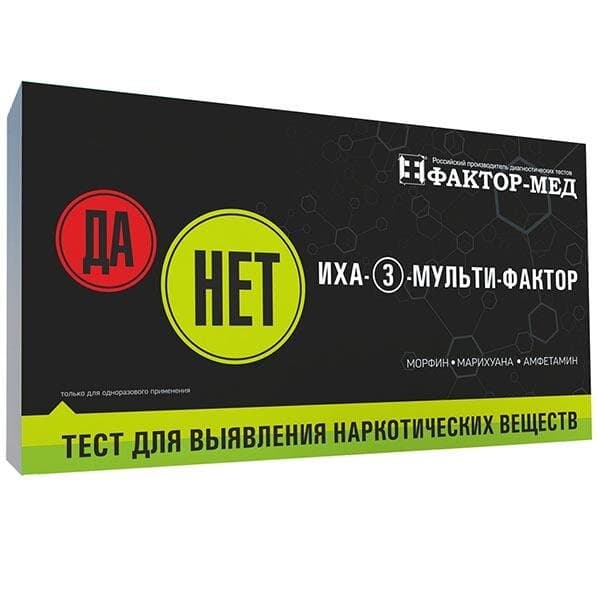 Российский производитель диагностических тестов
ФАКТОР-МЕД
ДА
НЕТ
ИХА-3-МУЛЬТИ-ФАКТОР
МОРФИН • МАРИХУАНА • АМФЕТАМИН
только для одноразового применения
ТЕСТ ДЛЯ ВЫЯВЛЕНИЯ НАРКОТИЧЕСКИХ ВЕЩЕСТВ